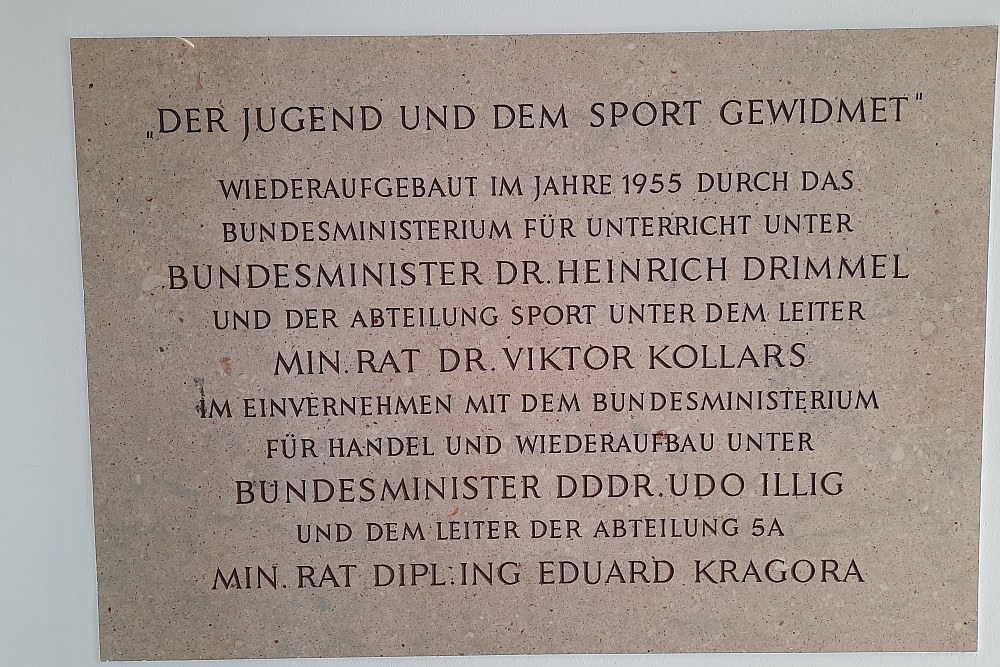 „DER JUGEND UND DEM SPORT GEWIDMET"
WIEDERAUFGEBAUT IM JAHRE 1955 DURCH DAS
BUNDESMINISTERIUM FÜR UNTERRICHT UNTER
BUNDESMINISTER DR. HEINRICH DRIMMEL
UND DER ABTEILUNG SPORT UNTER DEM LEITER
MIN. RAT DR. VIKTOR KOLLARS
IM EINVERNEHMEN MIT DEM BUNDESMINISTERIUM
FÜR HANDEL UND WIEDERAUFBAU UNTER
BUNDESMINISTER DDDR. UDO ILLIG
UND DEM LEITER DER ABTEILUNG 5A
MIN. RAT DIPL.:ING EDUARD KRAGORA